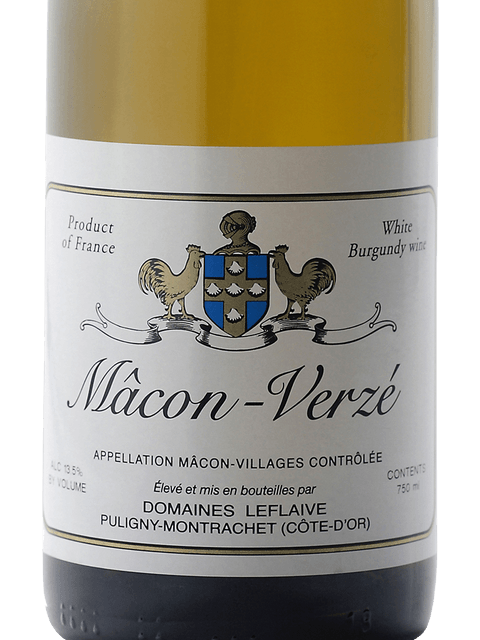 Product
of France
White
Burgundy wine
Mâcon-Verzé
APPELLATION MÂCON-VILLAGES CONTRÔLÉE
ALC 13.5%
BY VOLUME
CONTENTS
750 ml
Élevé et mis en bouteilles par
DOMAINES LEFLAIVE
PULIGNY-MONTRACHET (CÔTE-D'OR)